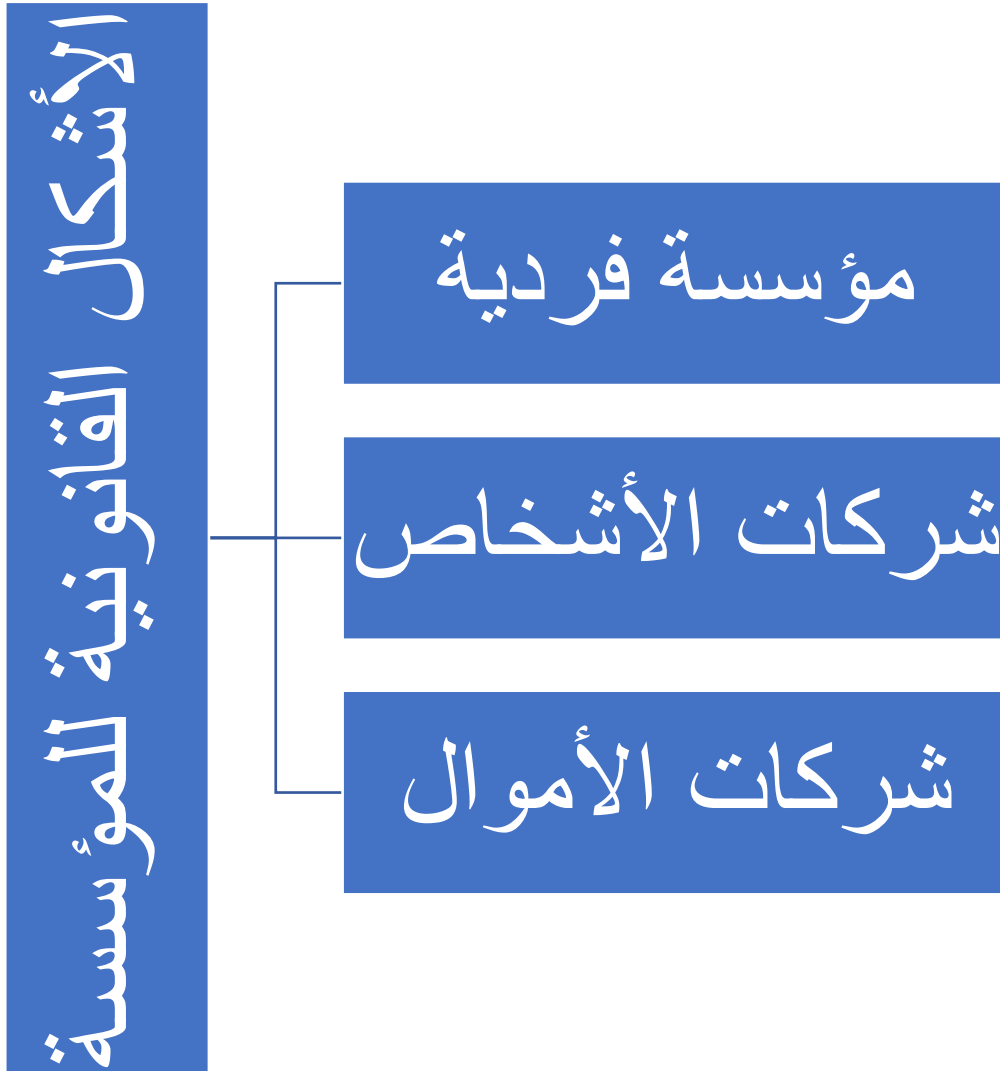 الأشكال القانونية للمؤسسة
مؤسسة فردية
شركات الأشخاص
شركات الأموال